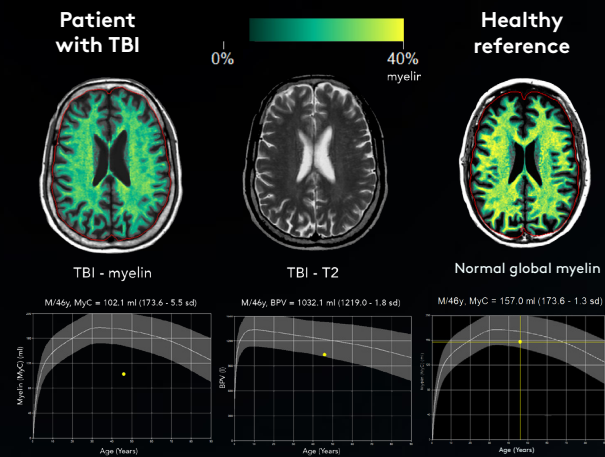 Patient
with TBI
0%
40%
myelin
Healthy
reference
TBI - myelin
TBI - T2
Normal global myelin
M/46y, MyC = 102.1 ml (173.6 - 5.5 sd)
Myelin (MyC) (ml)
Age (Years)
M/46y, BPV = 1032.1 ml (1219.0 - 1.8 sd)
BPV (l)
Age (Years)
M/46y, MyC = 157.0 ml (173.6 - 1.3 sd)
Age (Years)